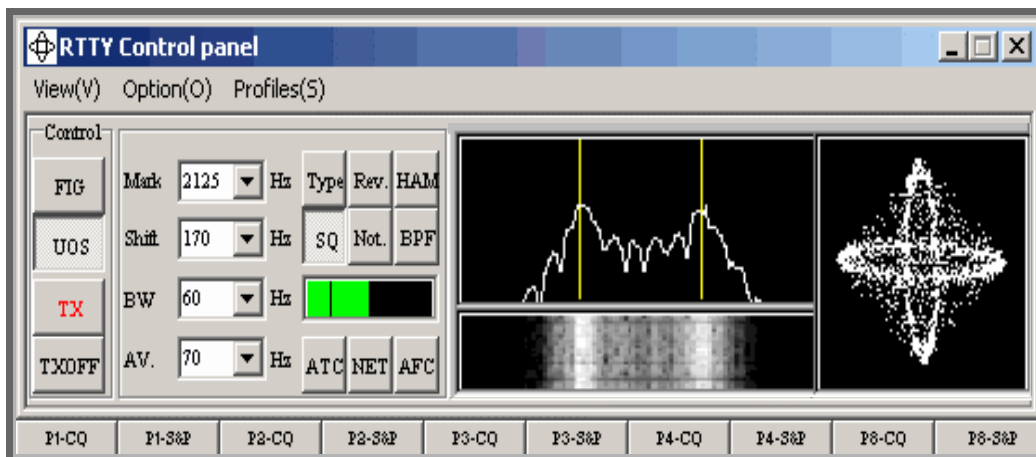 RTTY Control panel
View(V) Option(O) Profiles(S)
Control
FIG
UOS
TX
TXOFF
Mark 2125 Hz
Shift 170 Hz
BW 60 Hz
AV. 70 Hz
Type Rev. HAM
SQ Not. BPF
ATC NET AFC
P1-CQ P1-S&P P2-CQ P2-S&P P3-CQ P3-S&P P4-CQ P4-S&P P8-CQ P8-S&P